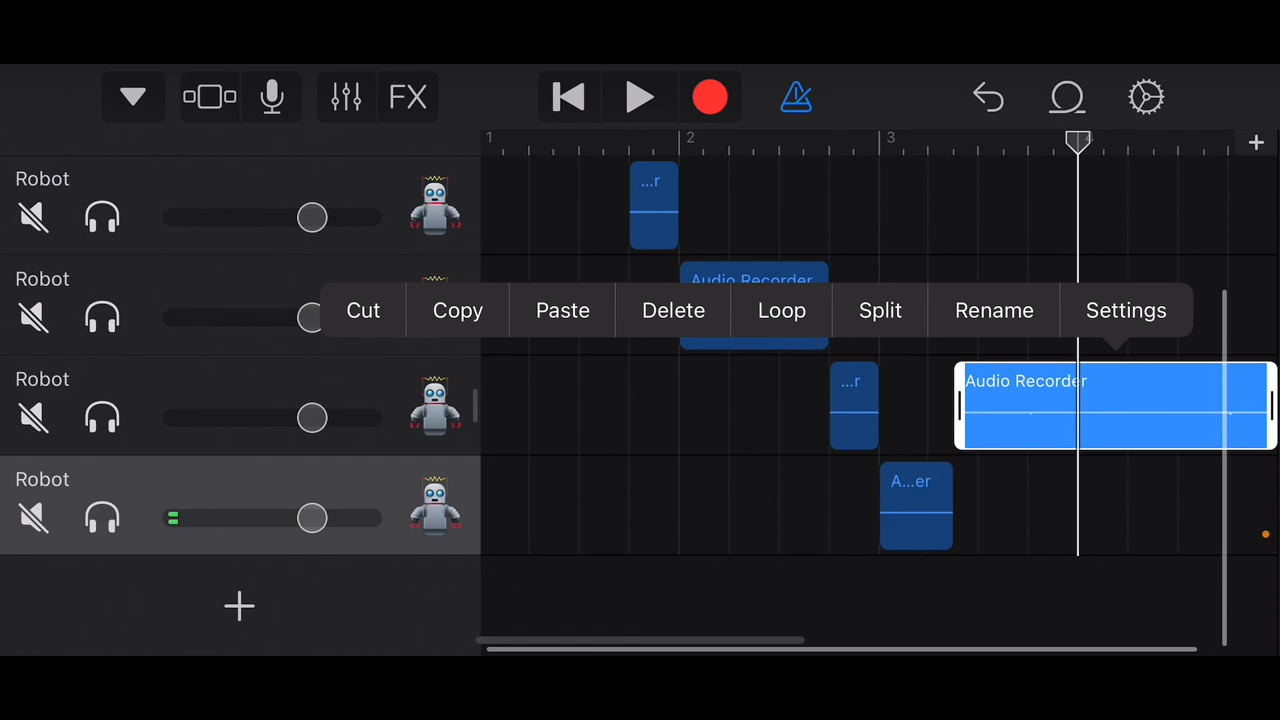 FX
1
2
3
4
Robot
...r
Robot
Audio Recorder
Cut Copy Paste Delete Loop Split Rename Settings
Robot
...r
Audio Recorder
Robot
A...er